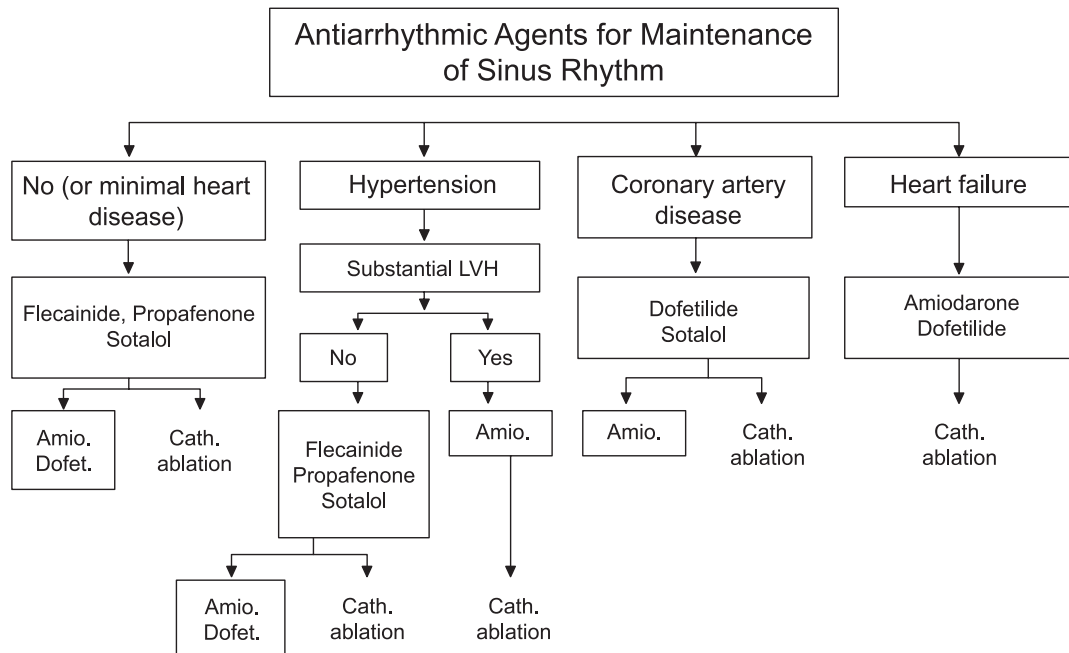 Antiarrhythmic Agents for Maintenance
of Sinus Rhythm
No (or minimal heart
disease)
Flecainide, Propafenone
Sotalol
Amio.
Dofet.
Cath.
ablation
Hypertension
Substantial LVH
No
Yes
Flecainide
Propafenone
Sotalol
Amio.
Amio.
Dofet.
Cath.
ablation
Cath.
ablation
Coronary artery
disease
Dofetilide
Sotalol
Amio.
Cath.
ablation
Heart failure
Amiodarone
Dofetilide
Cath.
ablation